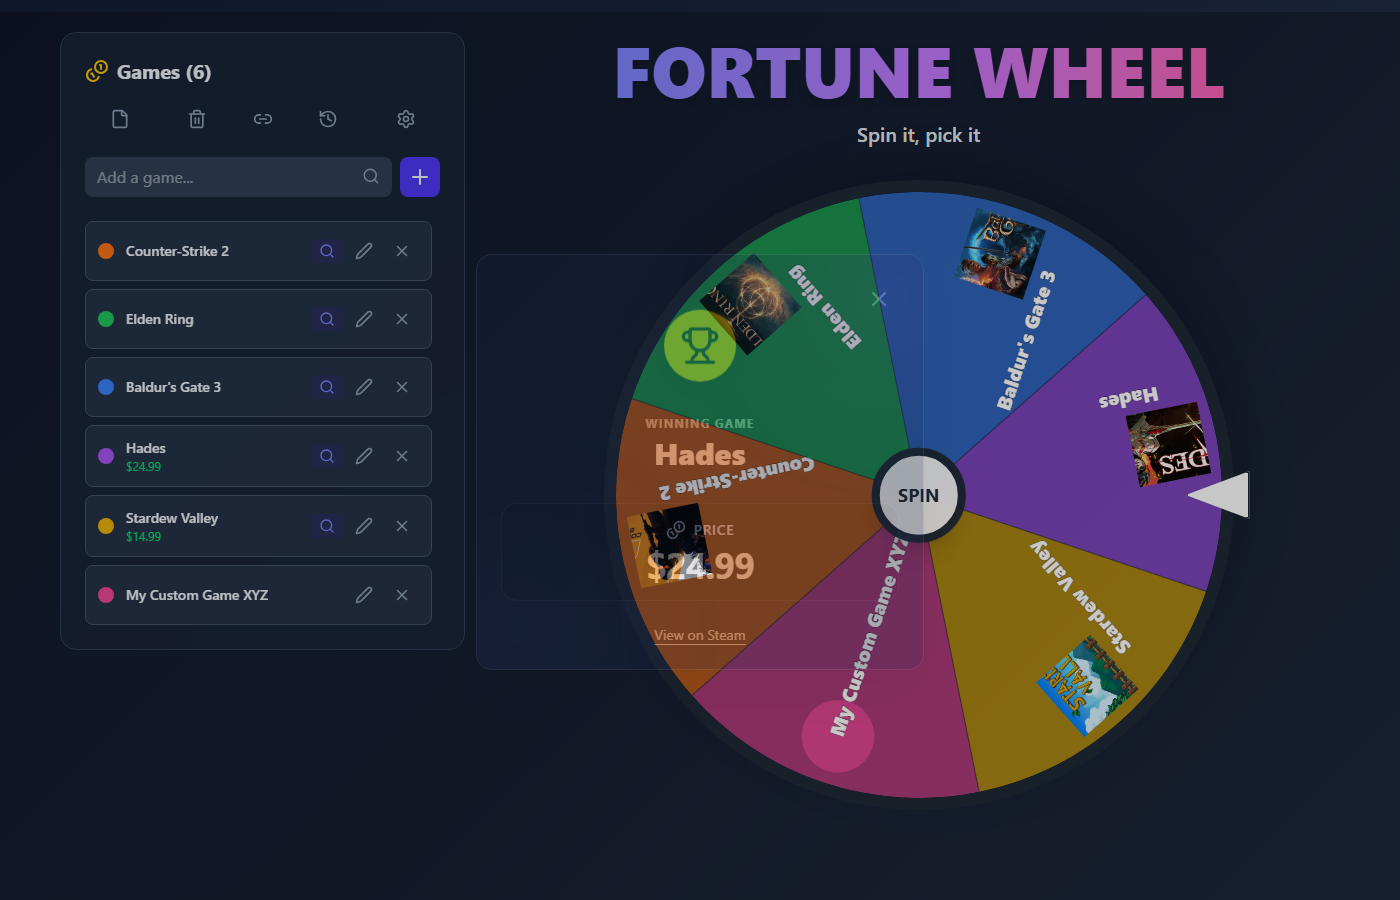 Games (6)
Add a game...
Counter-Strike 2
Elden Ring
Baldur's Gate 3
Hades
$24.99
Stardew Valley
$14.99
My Custom Game XYZ
FORTUNE WHEEL
Spin it, pick it
Elden Ring
Baldur's Gate 3
Hades
Stardew Valley
My Custom Game XYZ
Counter-Strike 2
SPIN
WINNING GAME
Hades
PRICE
$24.99
View on Steam